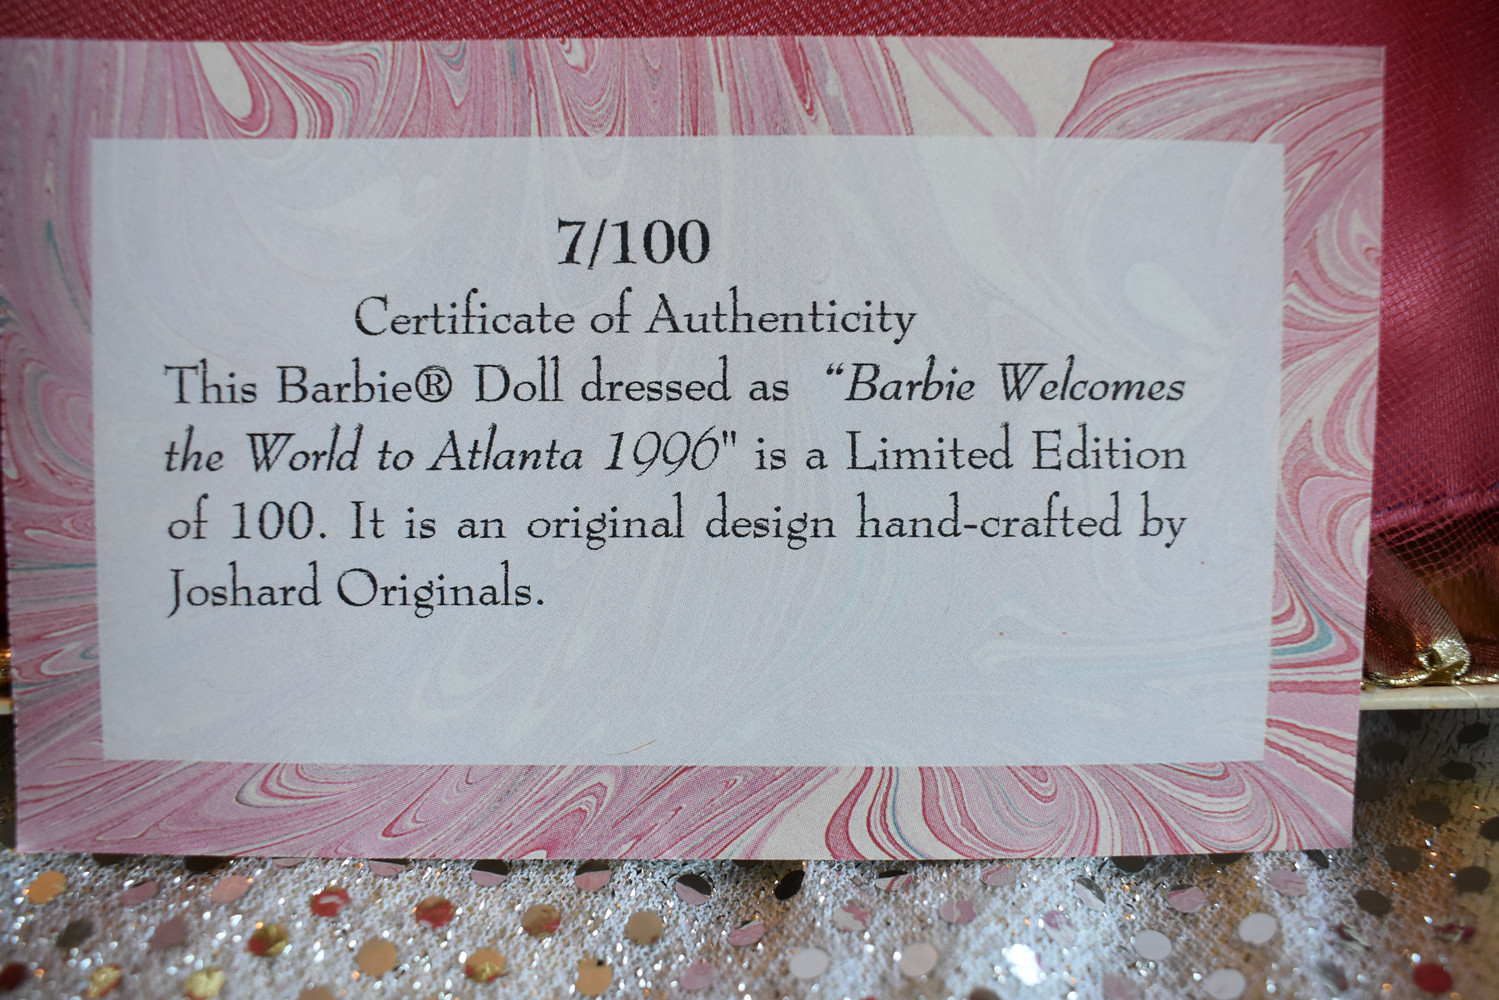 7/100
Certificate of Authenticity
This Barbie® Doll dressed as “Barbie Welcomes
the World to Atlanta 1996" is a Limited Edition
of 100. It is an original design hand-crafted by
Joshard Originals.